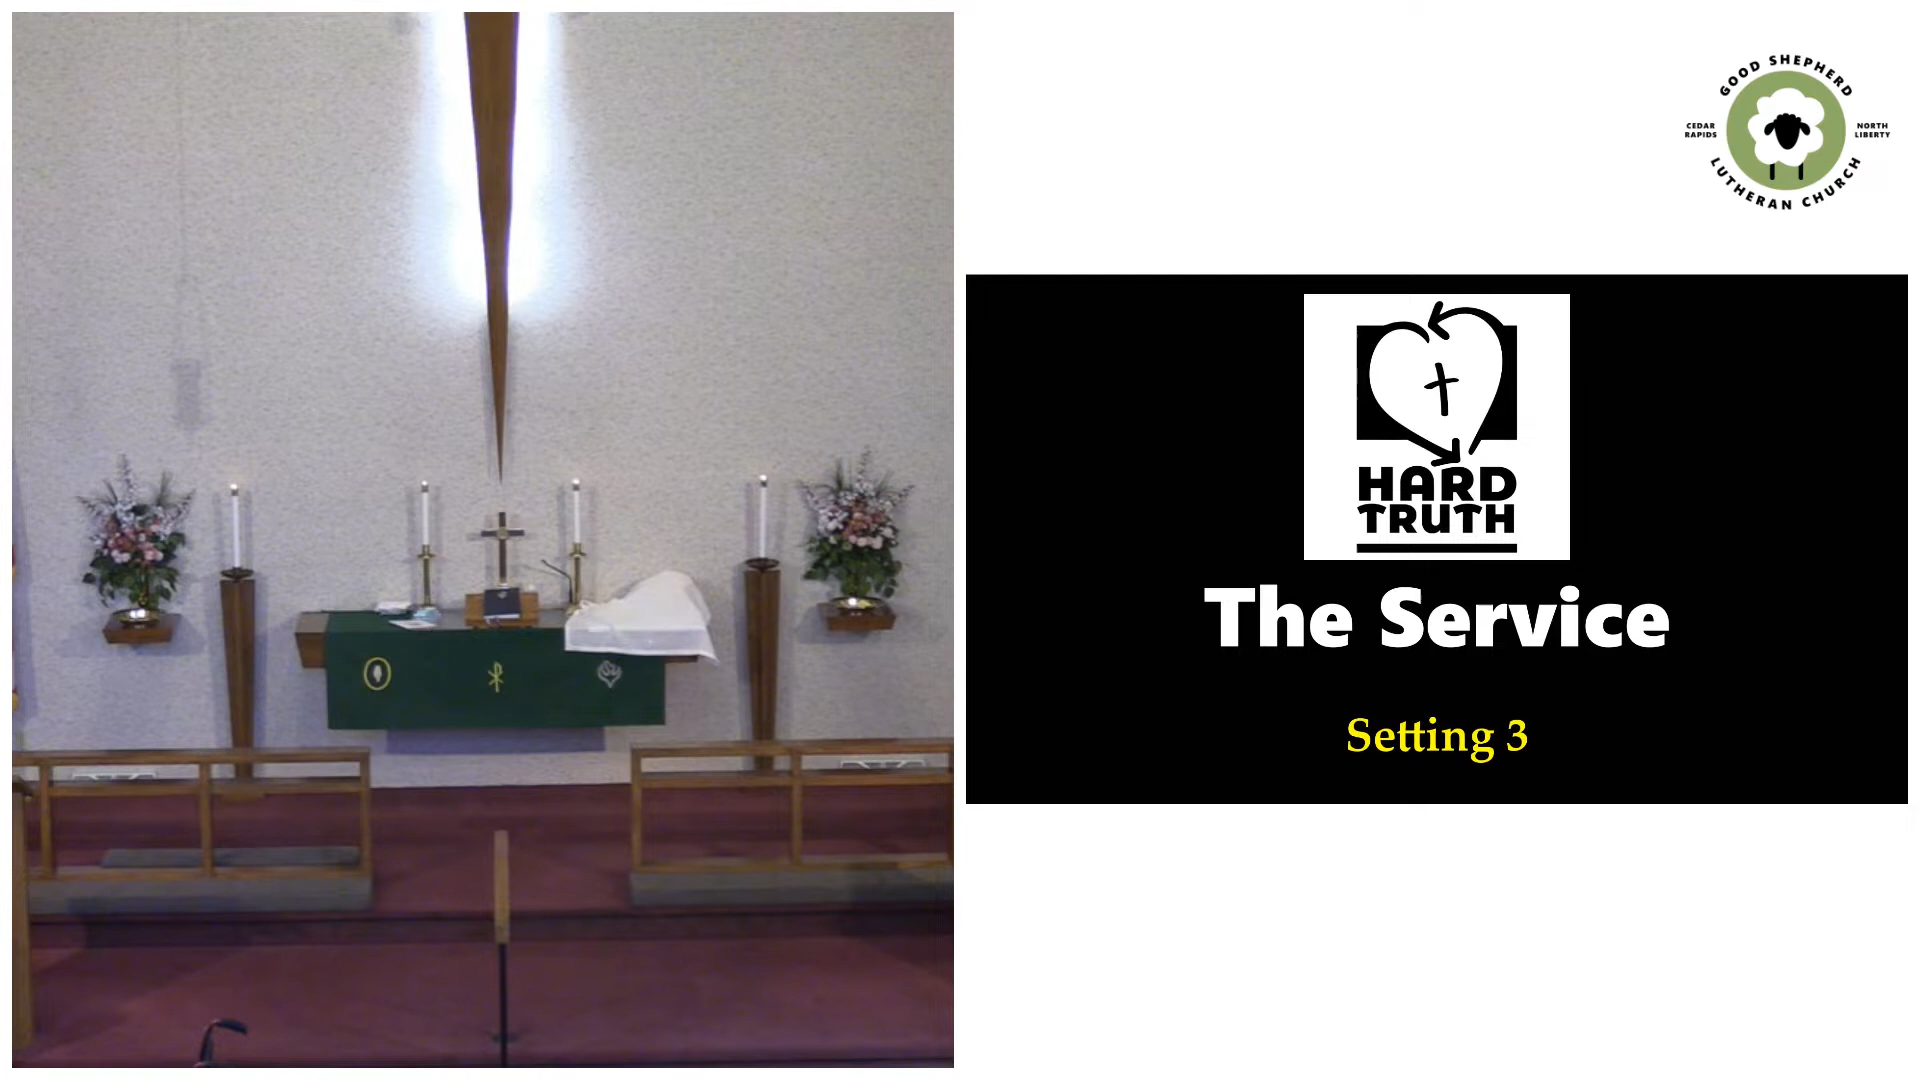 GOOD SHEPHERD
CEDAR
RAPIDS
NORTH
LIBERTY
LUTHERAN CHURCH
HARD
TRUTH
The Service
Setting 3